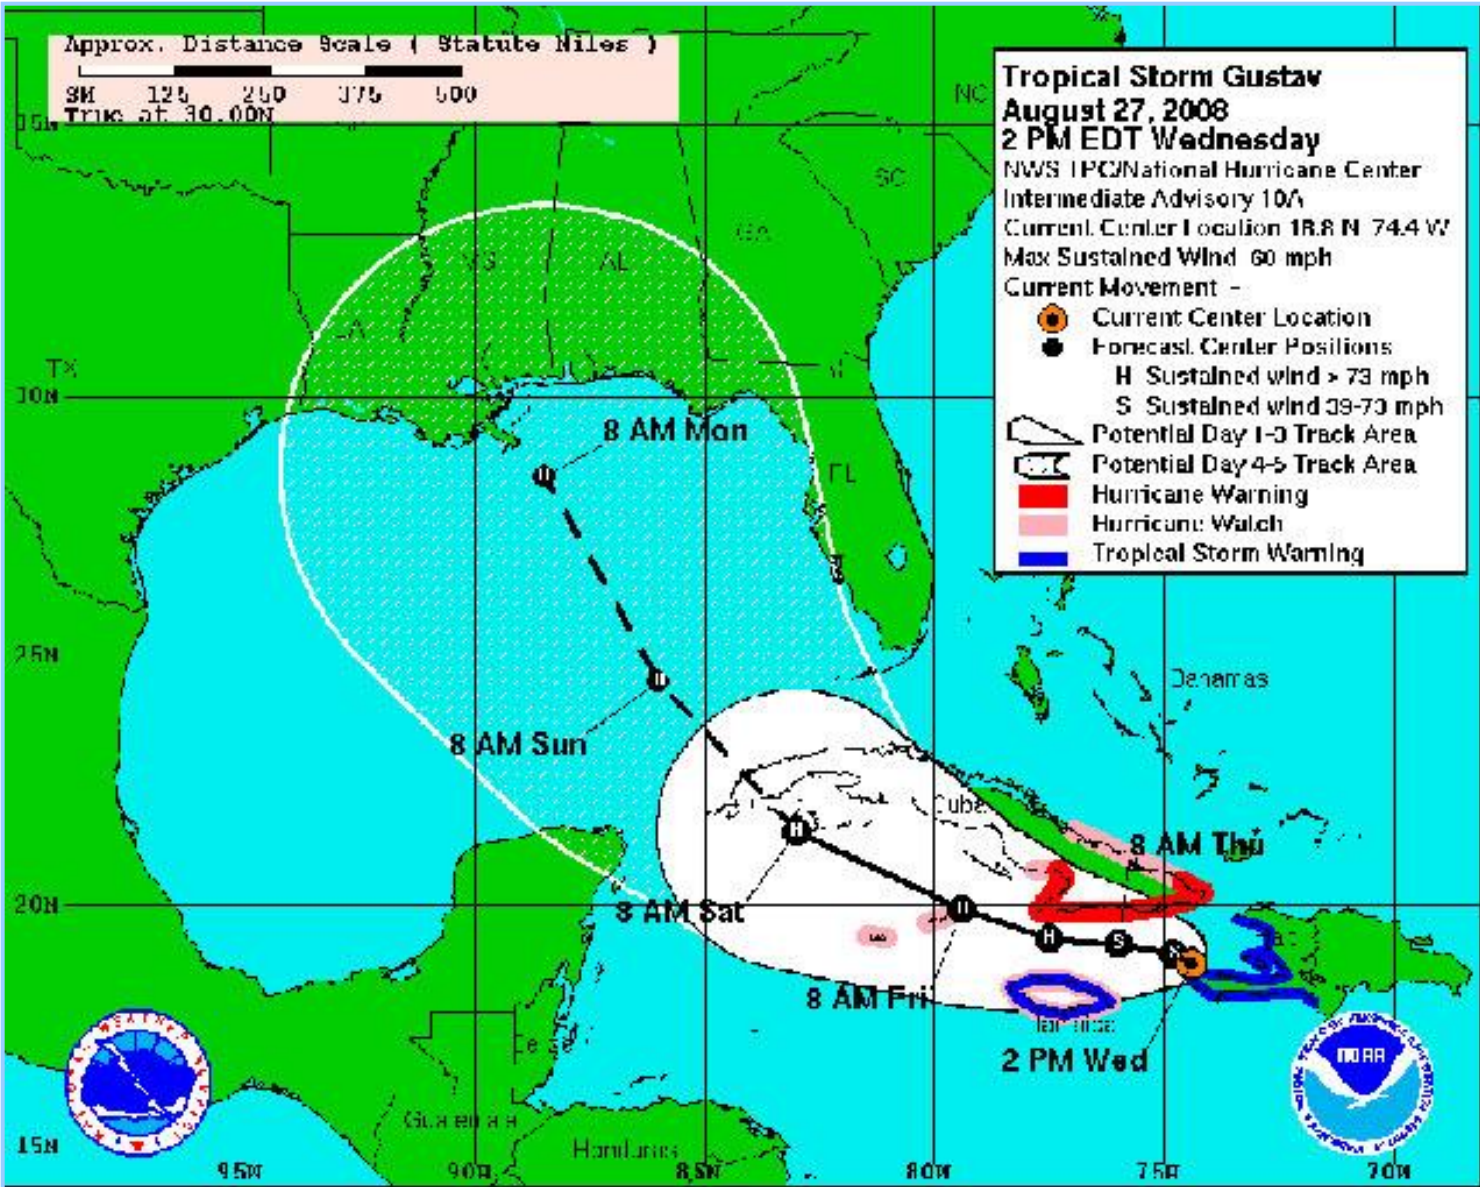 Approx. Distance Scale ( Statute Miles )
SM 125 250 375 500
True at 30.00N
Tropical Storm Gustav
August 27, 2008
2 PM EDT Wednesday
NWS TPC/National Hurricane Center
Intermediate Advisory 10A
Current Center Location 18.8 N 74.4 W
Max Sustained Wind 60 mph
Current Movement -
Current Center Location
Forecast Center Positions
H Sustained wind > 73 mph
S Sustained wind 39-73 mph
Potential Day 1-3 Track Area
Potential Day 4-5 Track Area
Hurricane Warning
Hurricane Watch
Tropical Storm Warning
NC
35N
SC
GA
MS
AL
LA
TX
30N
8 AM Mon
H
FL
25N
Bahamas
H
8 AM Sun
Cuba
H
8 AM Thu
20N
8 AM Sat
H
H
S
S
8 AM Fri
Jamaica
2 PM Wed
NOAA
Guatemala
Honduras
15N
95W
90W
85W
80W
75W
70W